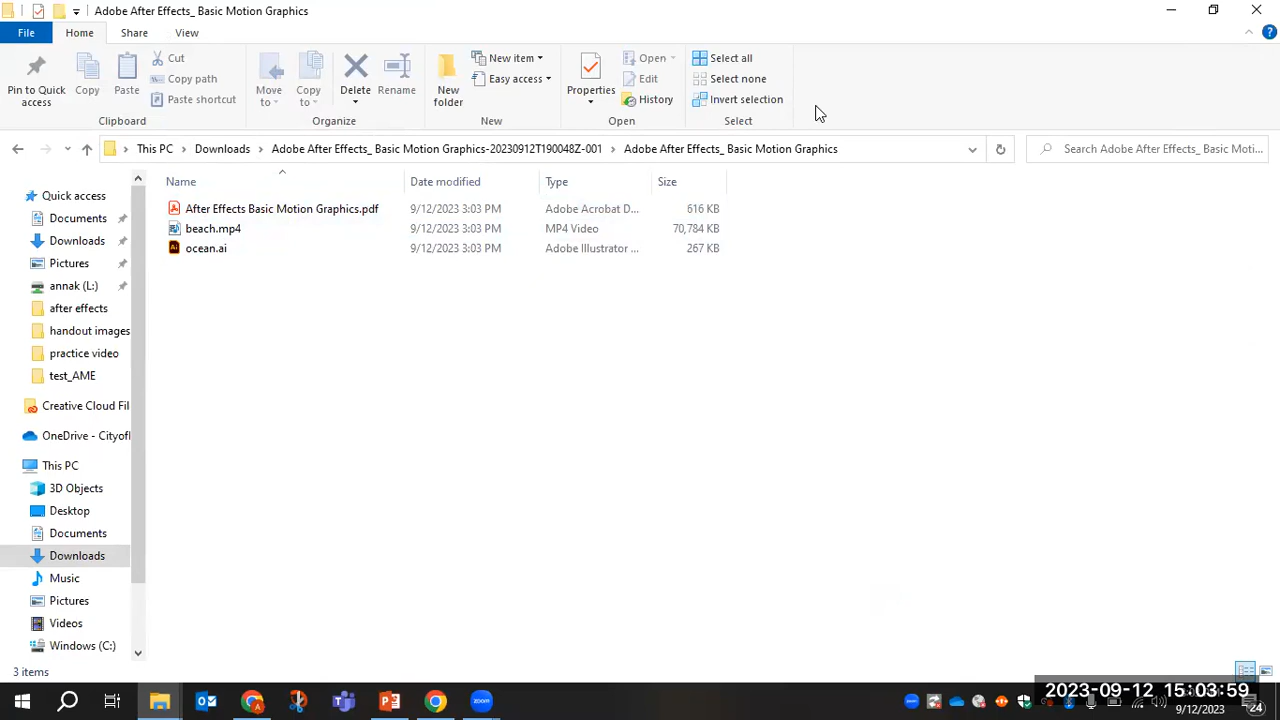 Adobe After Effects_ Basic Motion Graphics
File Home Share View
Pin to Quick access
Copy
Paste
Cut
Copy path
Paste shortcut
Clipboard
Move to
Copy to
Delete
Rename
Organize
New folder
New item
Easy access
New
Properties
Open
Edit
History
Open
Select all
Select none
Invert selection
Select
This PC Downloads Adobe After Effects_ Basic Motion Graphics-20230912T190048Z-001 Adobe After Effects_ Basic Motion Graphics
Search Adobe After Effects_ Basic Moti...
Name Date modified Type Size
After Effects Basic Motion Graphics.pdf 9/12/2023 3:03 PM Adobe Acrobat D... 616 KB
beach.mp4 9/12/2023 3:03 PM MP4 Video 70,784 KB
ocean.ai 9/12/2023 3:03 PM Adobe Illustrator ... 267 KB
Quick access
Documents
Downloads
Pictures
annak (L:)
after effects
handout images
practice video
test_AME
Creative Cloud Fil
OneDrive - Cityof
This PC
3D Objects
Desktop
Documents
Downloads
Music
Pictures
Videos
Windows (C:)
3 items
2023-09-12 15:03:59
9/12/2023
24